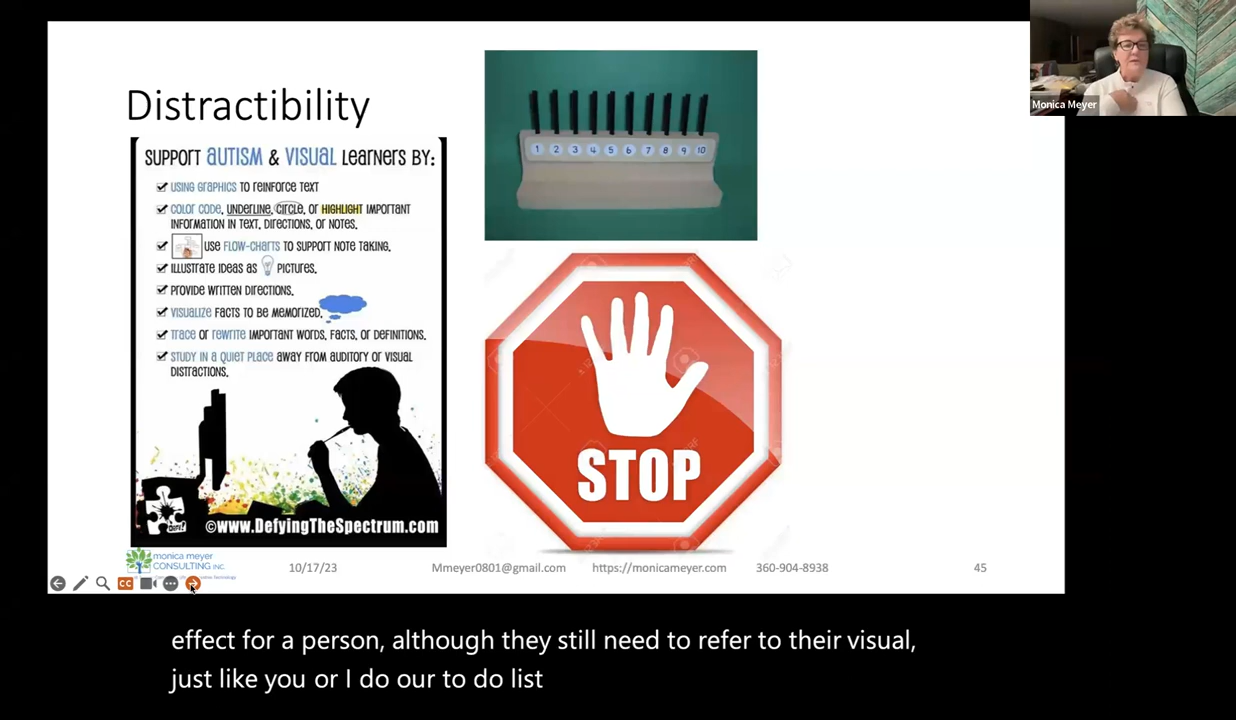 Distractibility
SUPPORT AUTISM & VISUAL LEARNERS BY:
USING GRAPHICS TO REINFORCE TEXT
COLOR CODE, UNDERLINE, CIRCLE, OR HIGHLIGHT IMPORTANT
INFORMATION IN TEXT, DIRECTIONS, OR NOTES.
USE FLOW-CHARTS TO SUPPORT NOTE TAKING.
ILLUSTRATE IDEAS AS PICTURES.
PROVIDE WRITTEN DIRECTIONS.
VISUALIZE FACTS TO BE MEMORIZED.
TRACE OR REWRITE IMPORTANT WORDS, FACTS, OR DEFINITIONS.
STUDY IN A QUIET PLACE AWAY FROM AUDITORY OR VISUAL
DISTRACTIONS.
©www.DefyingTheSpectrum.com
1 2 3 4 5 6 7 8 9 10
STOP
Monica Meyer
monica meyer
CONSULTING INC.
10/17/23
Mmeyer0801@gmail.com https://monicameyer.com 360-904-8938
45
CC
effect for a person, although they still need to refer to their visual,
just like you or I do our to do list